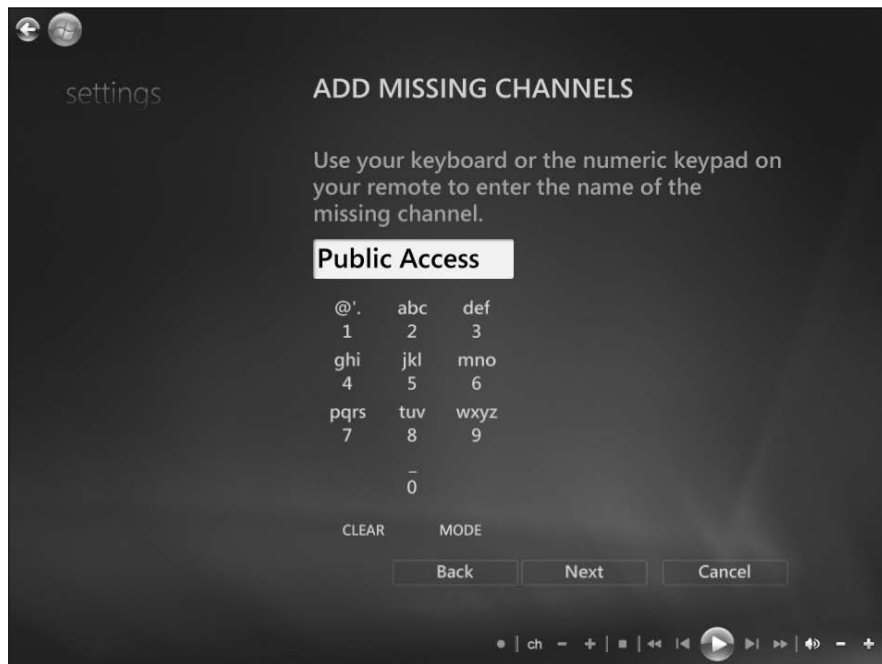 settings
ADD MISSING CHANNELS
Use your keyboard or the numeric keypad on
your remote to enter the name of the
missing channel.
Public Access
@'. abc def
1 2 3
ghi jkl mno
4 5 6
pqrs tuv wxyz
7 8 9
_
0
CLEAR MODE
Back Next Cancel
ch - +
- +